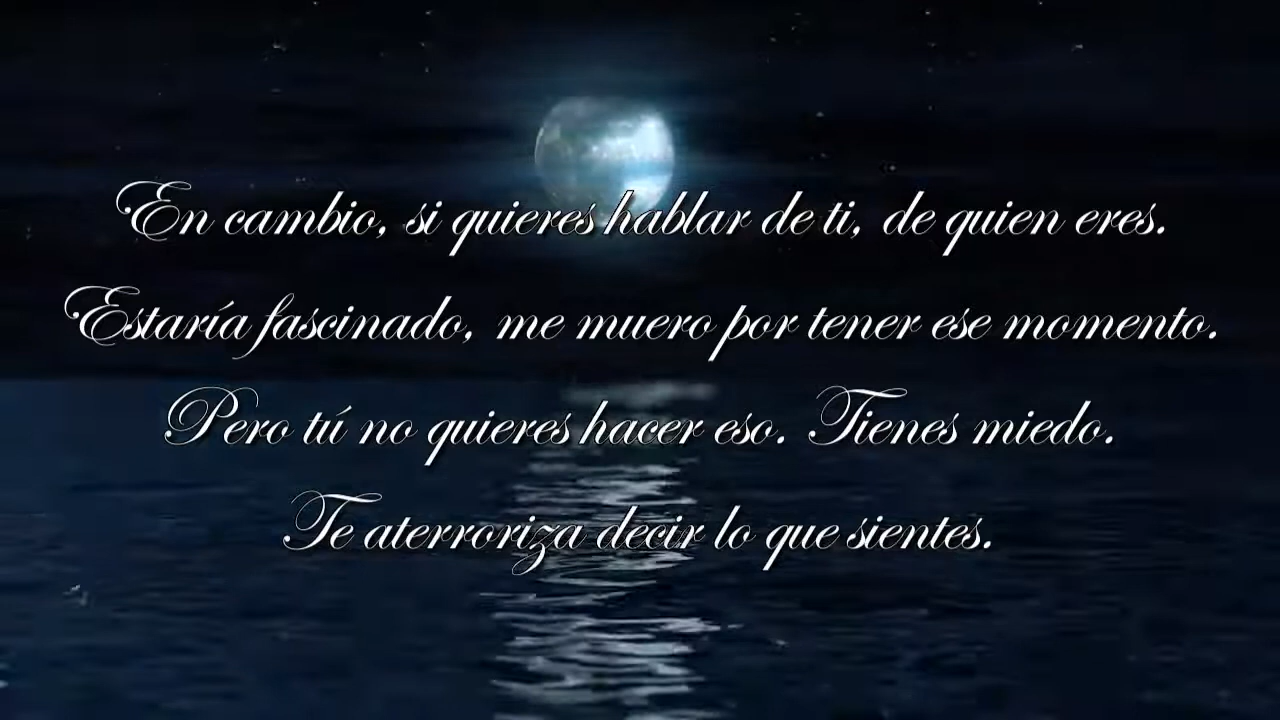 En cambio, si quieres hablar de ti, de quien eres.
Estaría fascinado, me muero por tener ese momento.
Pero tú no quieres hacer eso. Tienes miedo.
Te aterroriza decir lo que sientes.